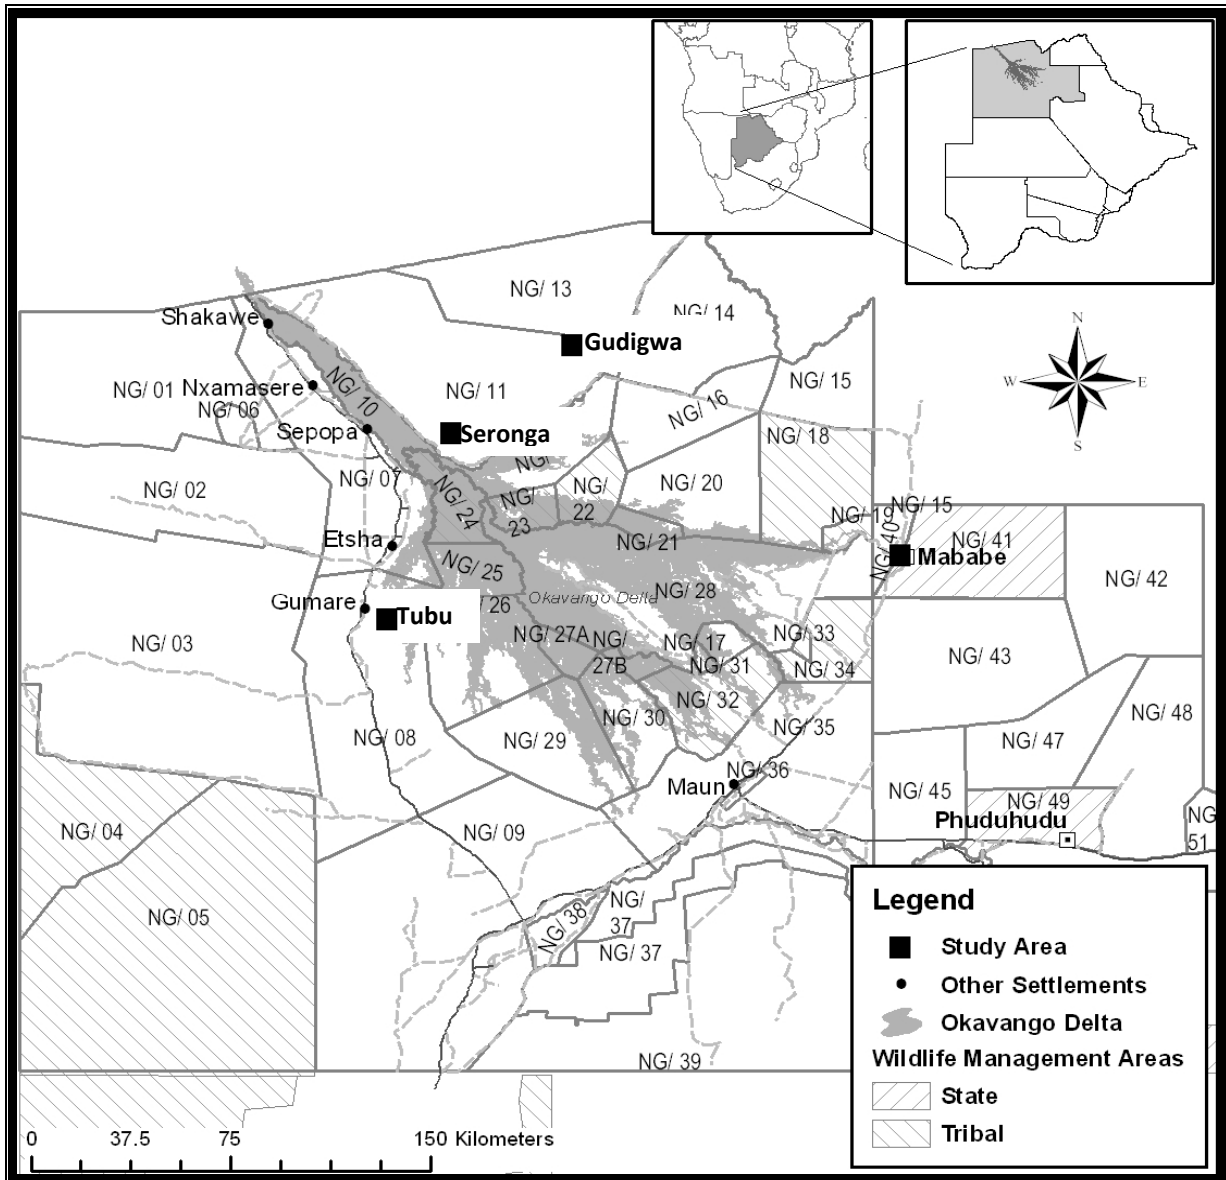 NG/ 13
NG/ 14
Shakawe
Gudigwa
N
W
E
S
NG/ 01
Nxamasere
NG/ 10
NG/ 11
NG/ 15
NG/ 06
NG/ 16
Sepopa
Seronga
NG/ 18
NG/
NG/ 02
NG/ 07
NG/ 24
NG/
23
NG/
22
NG/ 20
NG/ 19
NG/ 15
Etsha
NG/ 21
NG/ 40
Mababe
NG/ 41
NG/ 42
NG/ 25
Gumare
Tubu
26
Okavango Delta
NG/ 28
NG/ 03
NG/ 27A
NG/
27B
NG/ 17
NG/ 31
NG/ 33
NG/ 34
NG/ 43
NG/ 32
NG/ 30
NG/ 35
NG/ 08
NG/ 29
NG/ 47
NG/ 48
Maun
NG/ 36
NG/ 45
NG/ 49
Phuduhudu
NG
51
NG/ 04
NG/ 09
NG/ 05
NG/ 38
NG/
37
NG/ 37
NG/ 39
Legend
Study Area
Other Settlements
Okavango Delta
Wildlife Management Areas
State
Tribal
0 37.5 75 150 Kilometers